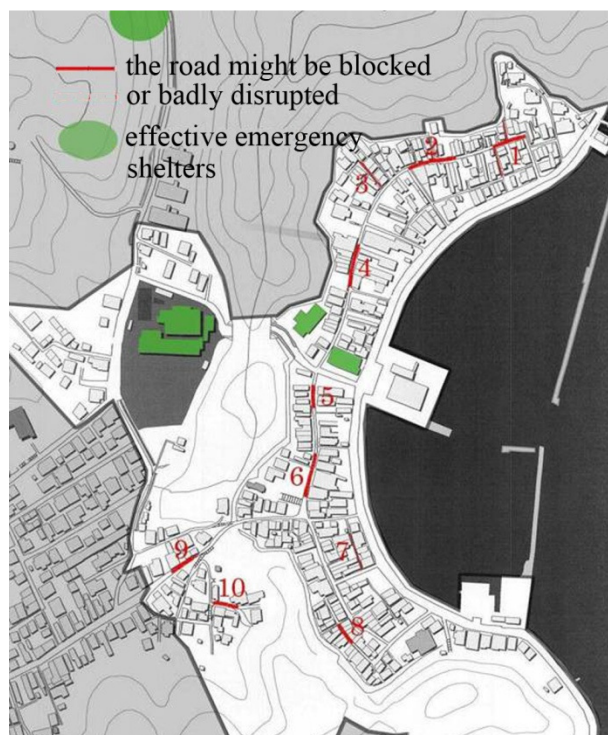 the road might be blocked
or badly disrupted
effective emergency
shelters
1
2
3
4
5
6
7
8
9
10